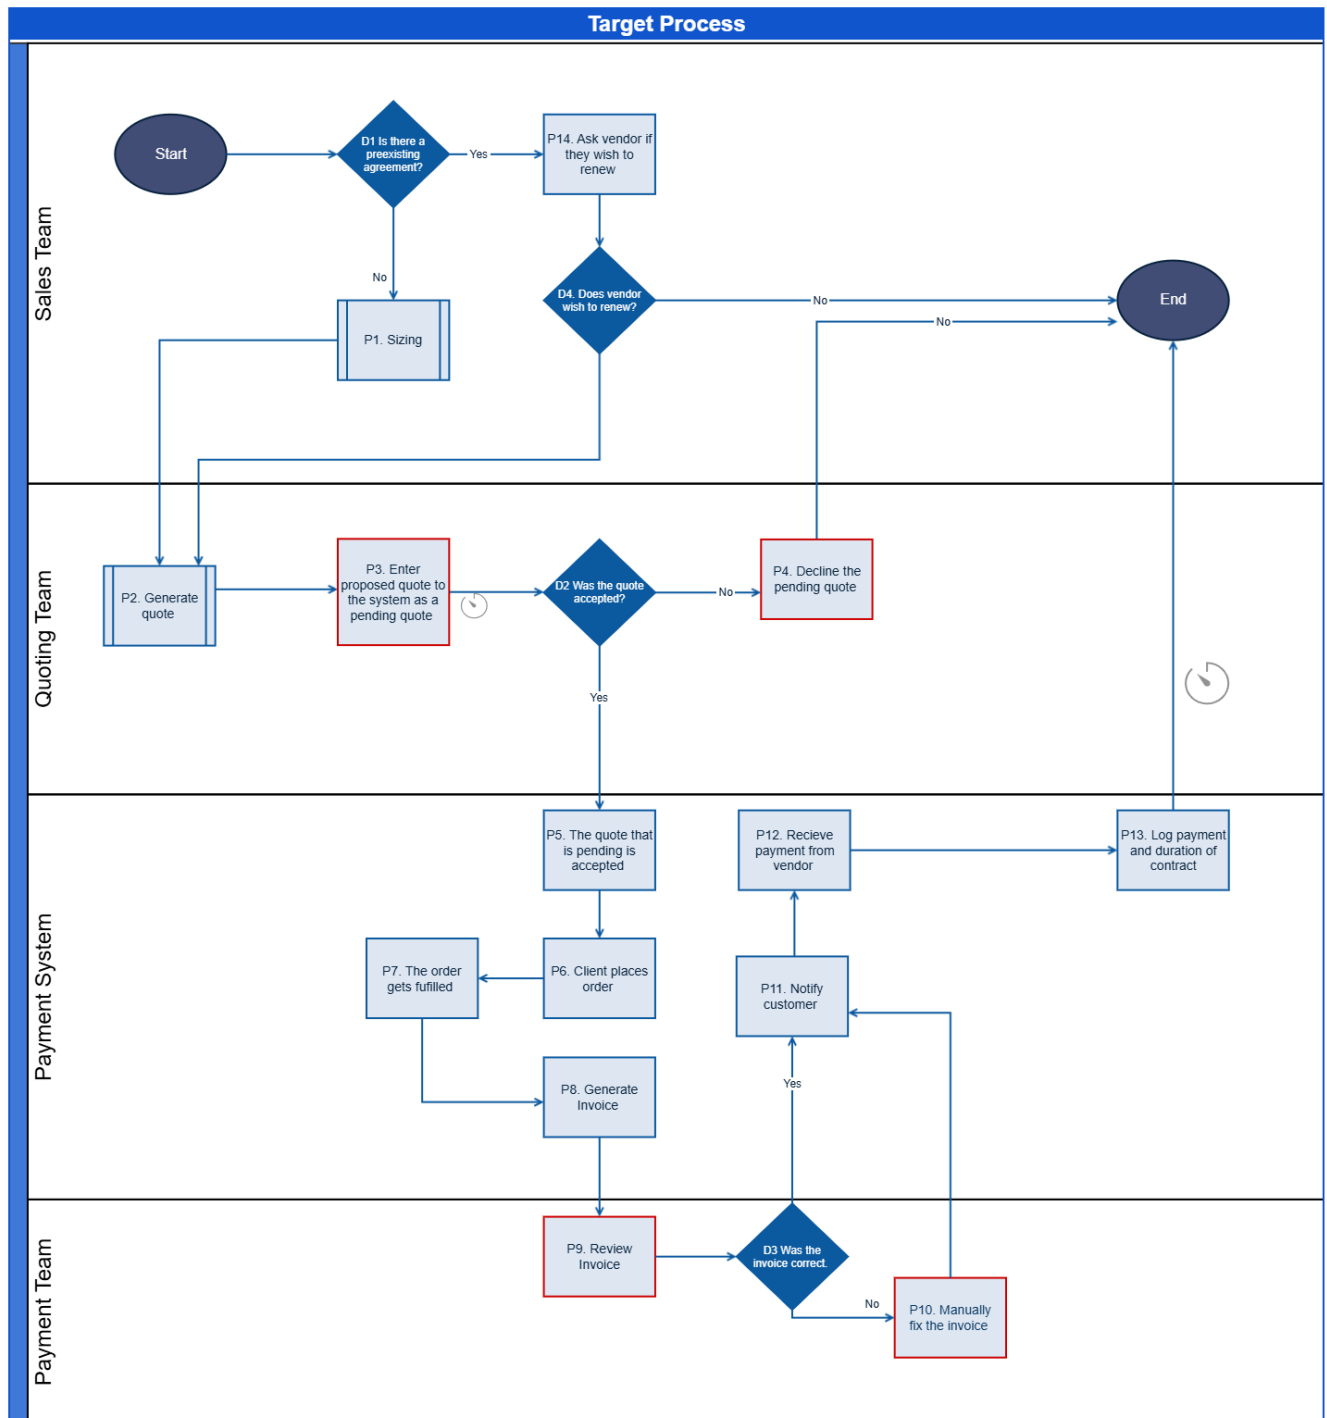 Target Process
Sales Team
Start
D1 Is there a
preexisting
agreement?
Yes
P14. Ask vendor if
they wish to
renew
No
P1. Sizing
D4. Does vendor
wish to renew?
No
No
End
Quoting Team
P2. Generate
quote
P3. Enter
proposed quote to
the system as a
pending quote
D2 Was the quote
accepted?
No
P4. Decline the
pending quote
Yes
Payment System
P5. The quote that
is pending is
accepted
P12. Recieve
payment from
vendor
P13. Log payment
and duration of
contract
P7. The order
gets fufilled
P6. Client places
order
P11. Notify
customer
P8. Generate
Invoice
Yes
Payment Team
P9. Review
Invoice
D3 Was the
invoice correct.
No
P10. Manually
fix the invoice